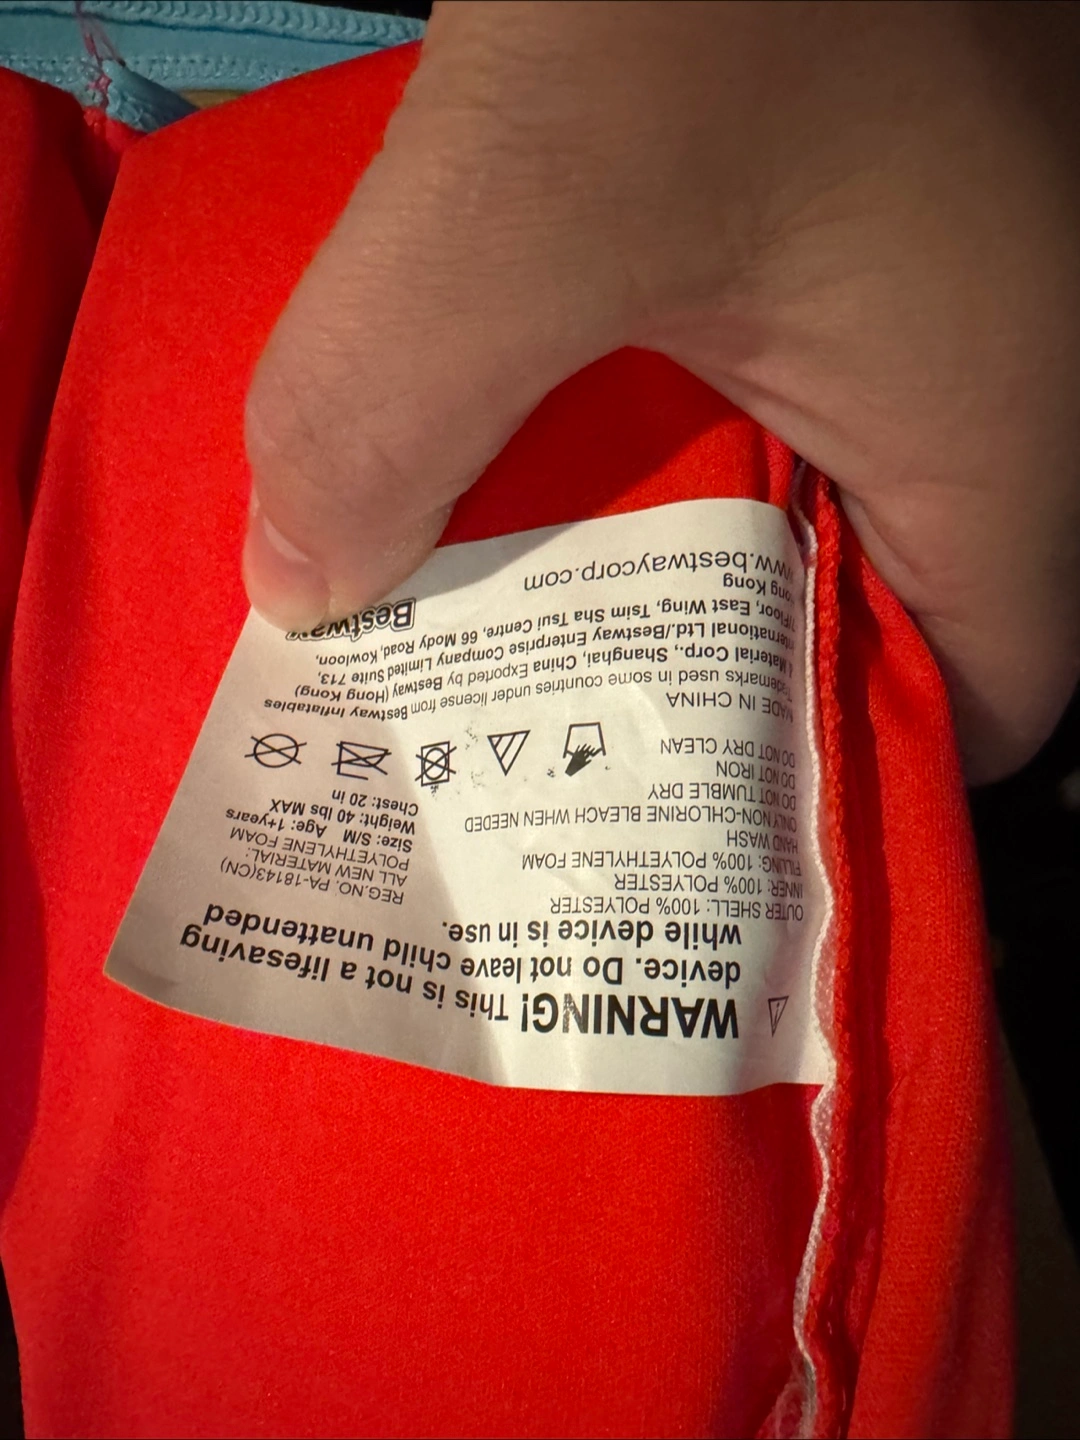 WARNING! This is not a lifesaving
device. Do not leave child unattended
while device is in use.
OUTER SHELL: 100% POLYESTER
INNER: 100% POLYESTER
FILLING: 100% POLYETHYLENE FOAM
HAND WASH
ONLY NON-CHLORINE BLEACH WHEN NEEDED
DO NOT TUMBLE DRY
DO NOT IRON
DO NOT DRY CLEAN
REG.NO. PA-18143(CN)
ALL NEW MATERIAL:
POLYETHYLENE FOAM
Size: S/M Age: 1+years
Weight: 40 lbs MAX
Chest: 20 in
MADE IN CHINA
used in some countries under license from Bestway Inflatables
& Material Corp., Shanghai, China Exported by Bestway (Hong Kong)
International Ltd./Bestway Enterprise Company Limited Suite 713,
7/Floor, East Wing, Tsim Sha Tsui Centre, 66 Mody Road, Kowloon,
Hong Kong
www.bestwaycorp.com
Bestway